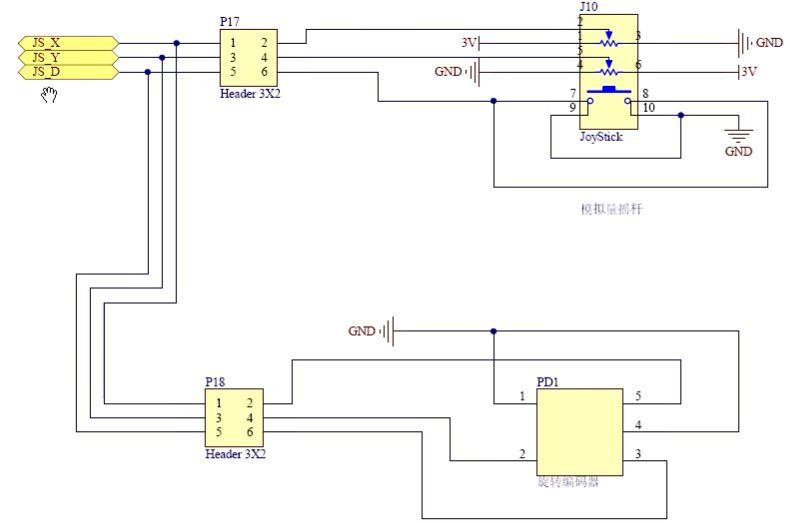 J10
P17
2
JS_X
1
2
3V
1
3
GND
JS_Y
3
4
5
JS_D
5
6
GND
4
6
3V
Header 3X2
7
8
9
10
JoyStick
GND
模拟量摇杆
GND
P18
PD1
1
2
1
5
3
4
4
5
6
2
3
Header 3X2
旋转编码器